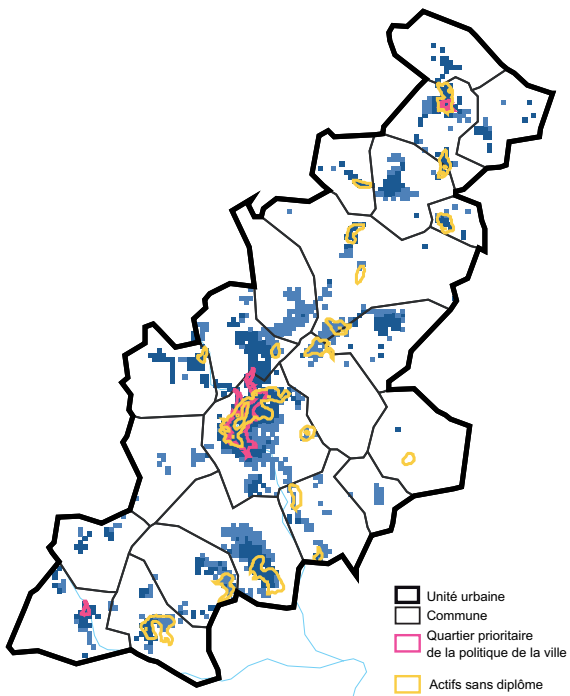 Unité urbaine
Commune
Quartier prioritaire
de la politique de la ville
Actifs sans diplôme